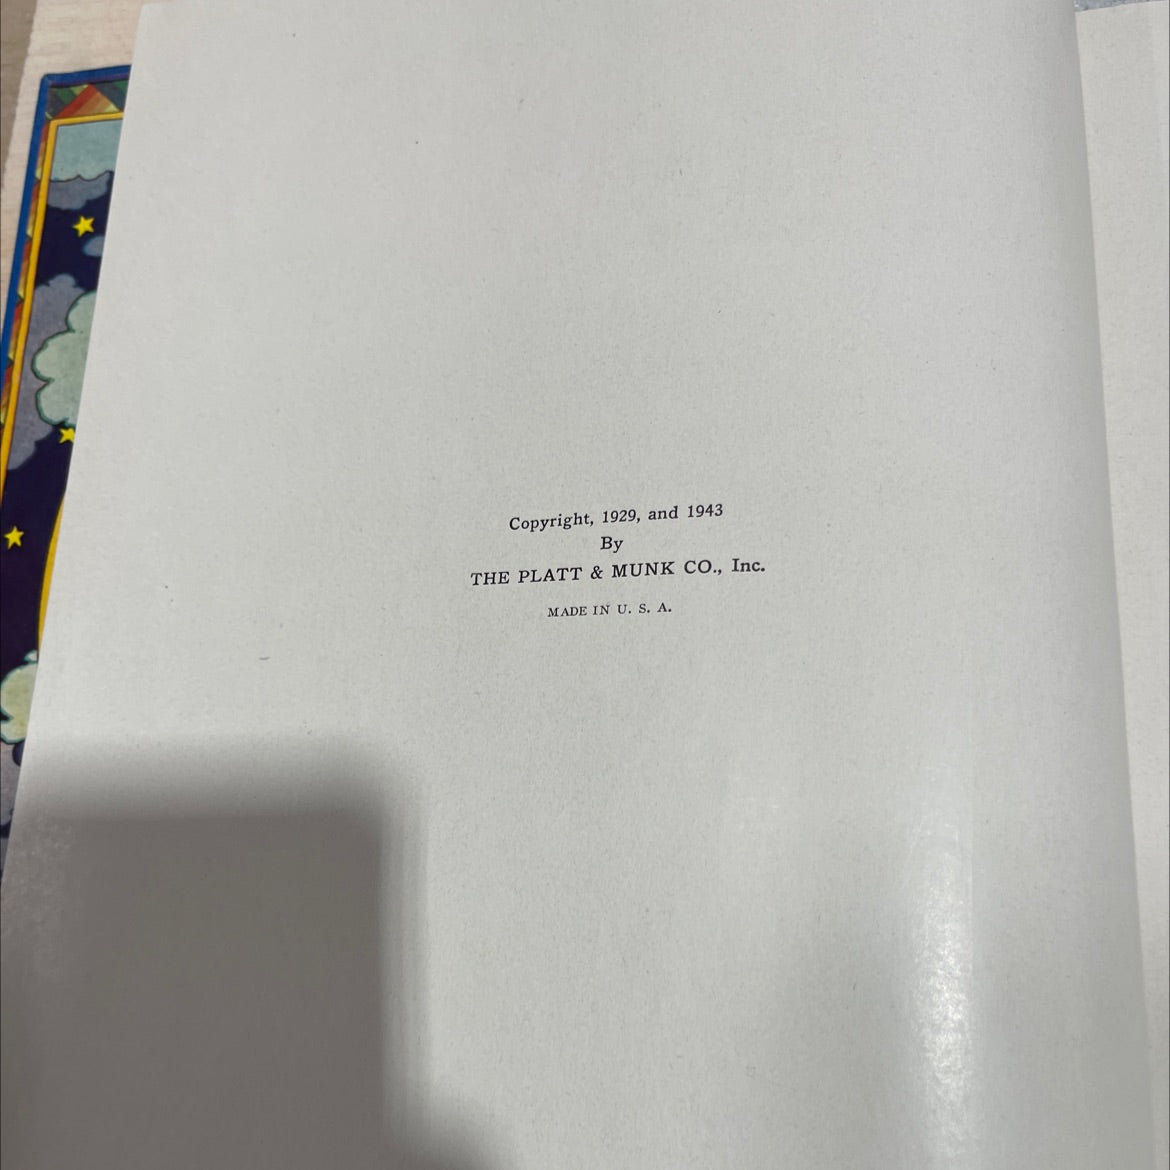 Copyright, 1929, and 1943
By
THE PLATT & MUNK CO., Inc.
MADE IN U. S. A.